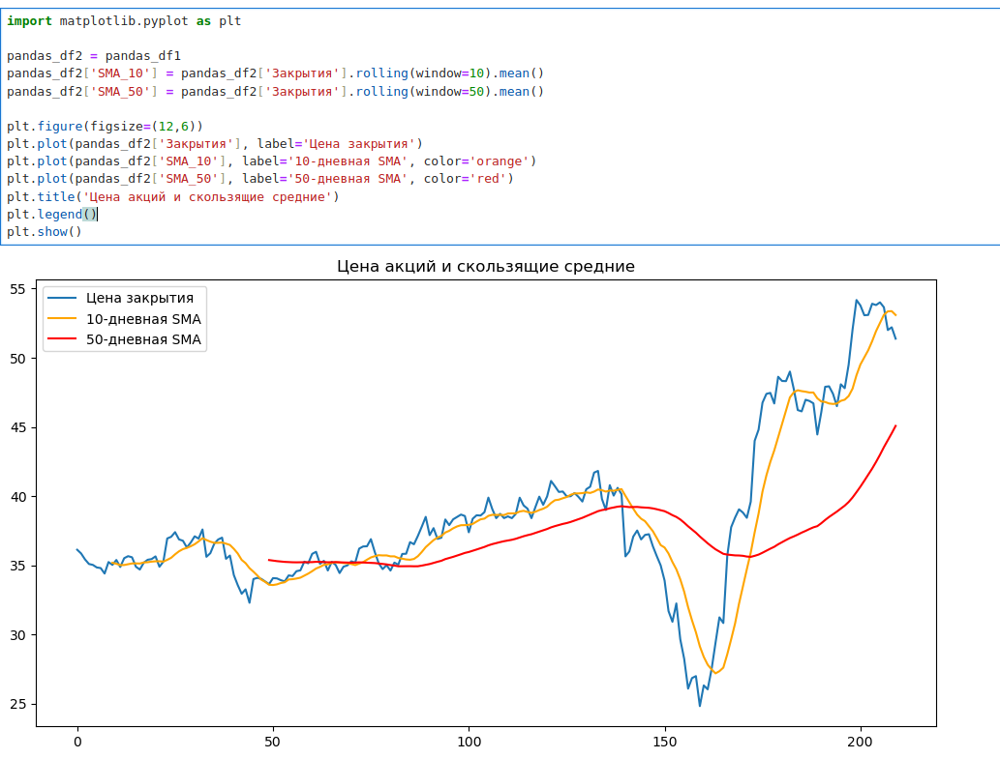 import matplotlib.pyplot as plt
pandas_df2 = pandas_df1
pandas_df2['SMA_10'] = pandas_df2['Закрытия'].rolling(window=10).mean()
pandas_df2['SMA_50'] = pandas_df2['Закрытия'].rolling(window=50).mean()
plt.figure(figsize=(12,6))
plt.plot(pandas_df2['Закрытия'], label='Цена закрытия')
plt.plot(pandas_df2['SMA_10'], label='10-дневная SMA', color='orange')
plt.plot(pandas_df2['SMA_50'], label='50-дневная SMA', color='red')
plt.title('Цена акций и скользящие средние')
plt.legend()
plt.show()
Цена акций и скользящие средние
Цена закрытия
10-дневная SMA
50-дневная SMA
55
50
45
40
35
30
25
0 50 100 150 200